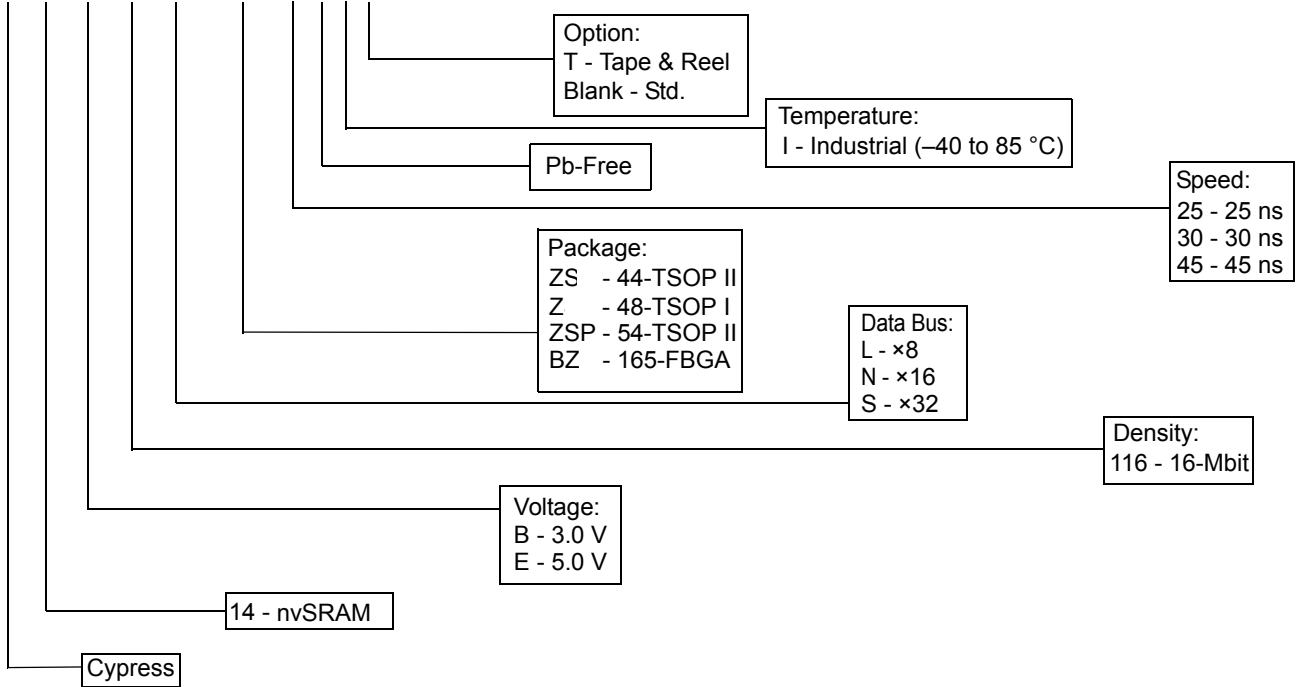 Option:
T - Tape & Reel
Blank - Std.
Temperature:
I - Industrial (–40 to 85 °C)
Pb-Free
Speed:
25 - 25 ns
30 - 30 ns
45 - 45 ns
Package:
ZS - 44-TSOP II
Z - 48-TSOP I
ZSP - 54-TSOP II
BZ - 165-FBGA
Data Bus:
L - ×8
N - ×16
S - ×32
Density:
116 - 16-Mbit
Voltage:
B - 3.0 V
E - 5.0 V
14 - nvSRAM
Cypress